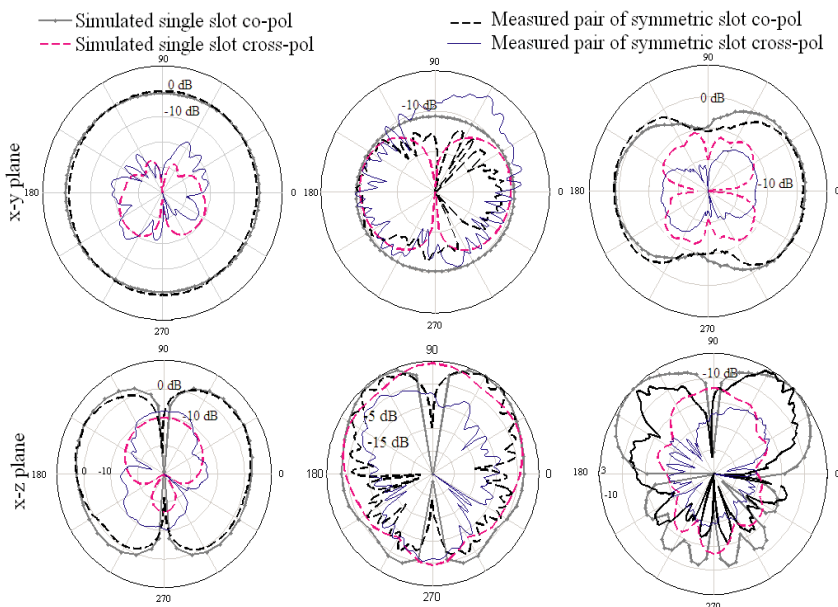 Simulated single slot co-pol
Measured pair of symmetric slot co-pol
Simulated single slot cross-pol
Measured pair of symmetric slot cross-pol
x-y plane
90
0 dB
-10 dB
180
0
270
90
-10 dB
180
0
270
90
0 dB
-10 dB
180
0
270
x-z plane
90
0 dB
-10 dB
180
0
-10
0
270
90
-5 dB
-15 dB
180
0
270
90
-10 dB
180
3
-10
0
270